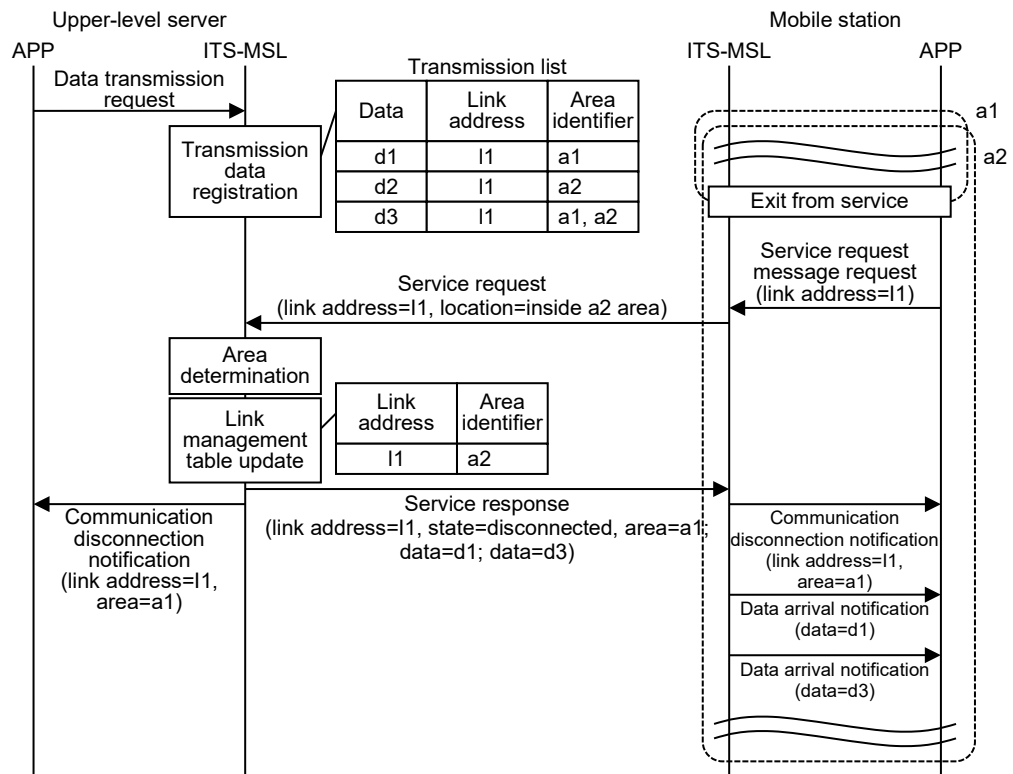 Upper-level server
Mobile station
APP
ITS-MSL
ITS-MSL
APP
Data transmission
request
Transmission
data
registration
Transmission list
Data
Link
address
Area
identifier
d1
l1
a1
d2
l1
a2
d3
l1
a1, a2
a1
a2
Exit from service
Service request
message request
(link address=l1)
Service request
(link address=l1, location=inside a2 area)
Area
determination
Link
management
table update
Link
address
Area
identifier
l1
a2
Communication
disconnection
notification
(link address=l1,
area=a1)
Service response
(link address=l1, state=disconnected, area=a1;
data=d1; data=d3)
Communication
disconnection notification
(link address=l1,
area=a1)
Data arrival notification
(data=d1)
Data arrival notification
(data=d3)